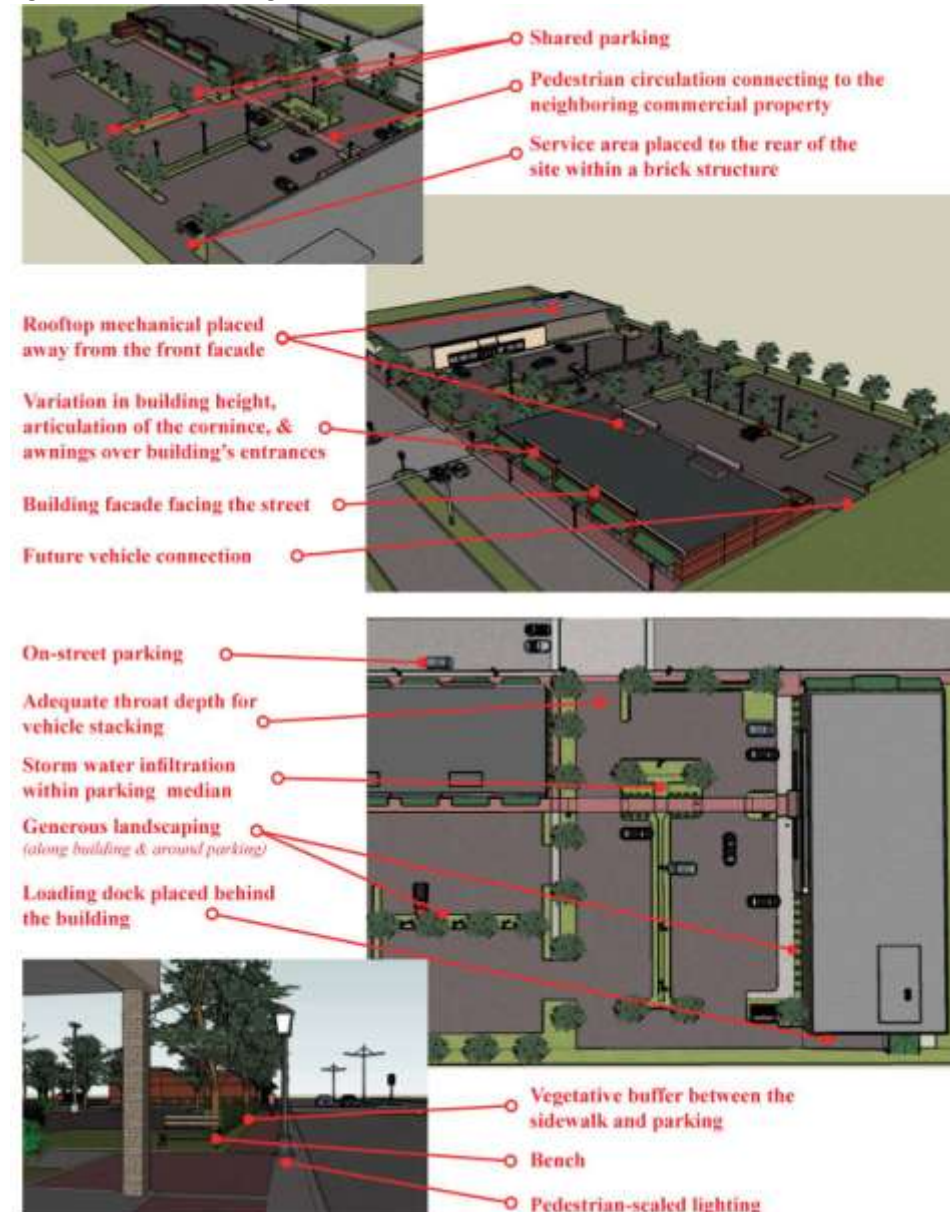 Shared parking
Pedestrian circulation connecting to the
neighboring commercial property
Service area placed to the rear of the
site within a brick structure
Rooftop mechanical placed
away from the front facade
Variation in building height,
articulation of the cornince, &
awnings over building's entrances
Building facade facing the street
Future vehicle connection
On-street parking
Adequate throat depth for
vehicle stacking
Storm water infiltration
within parking median
Generous landscaping
(along building & around parking)
Loading dock placed behind
the building
Vegetative buffer between the
sidewalk and parking
Bench
Pedestrian-scaled lighting